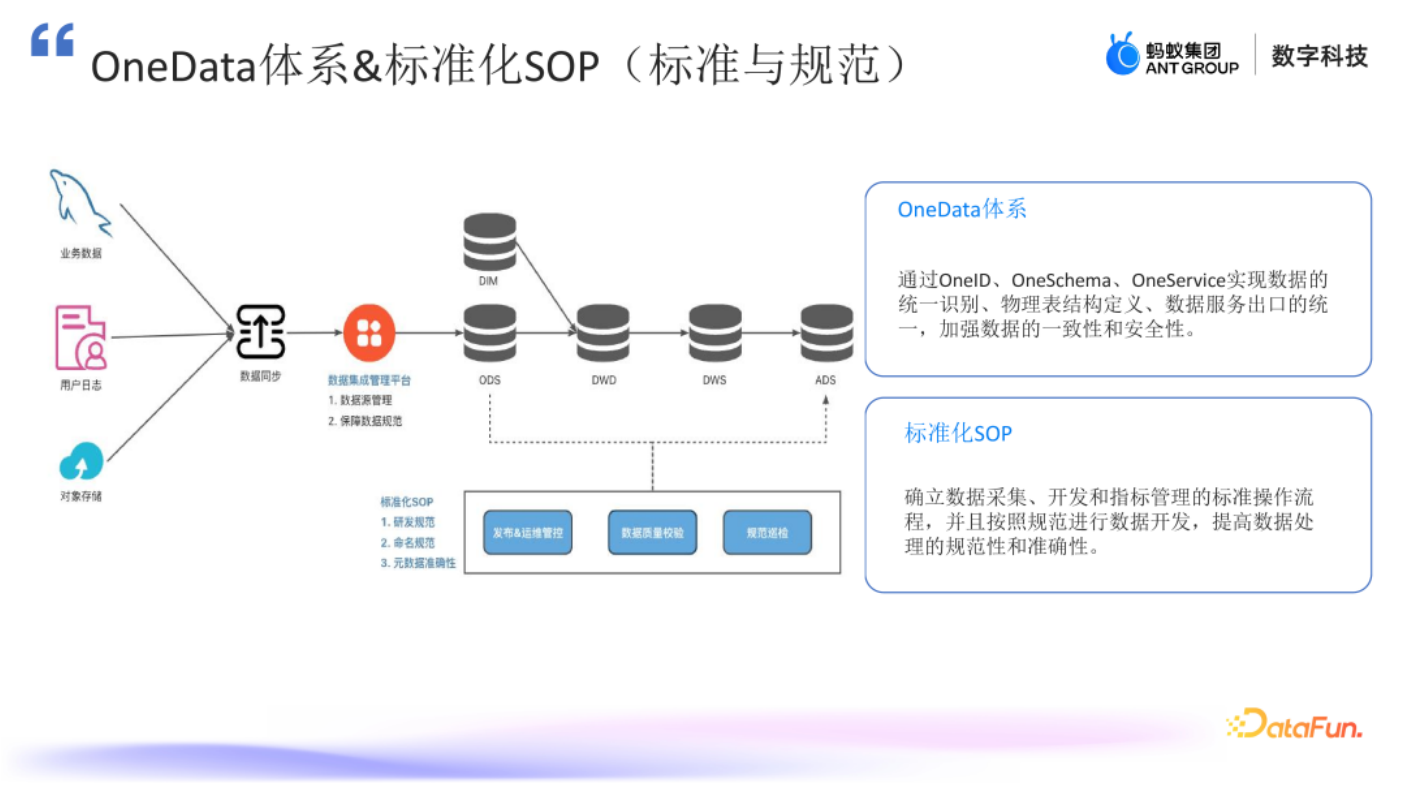 OneData体系&标准化SOP（标准与规范）
蚂蚁集团
ANT GROUP
数字科技
业务数据
用户日志
对象存储
数据同步
数据集成管理平台
1. 数据源管理
2. 保障数据规范
DIM
ODS
DWD
DWS
ADS
标准化SOP
1. 研发规范
2. 命名规范
3. 元数据准确性
发布&运维管控
数据质量校验
规范巡检
OneData体系
通过OneID、OneSchema、OneService实现数据的
统一识别、物理表结构定义、数据服务出口的统
一，加强数据的一致性和安全性。
标准化SOP
确立数据采集、开发和指标管理的标准操作流
程，并且按照规范进行数据开发，提高数据处
理的规范性和准确性。
DataFun.